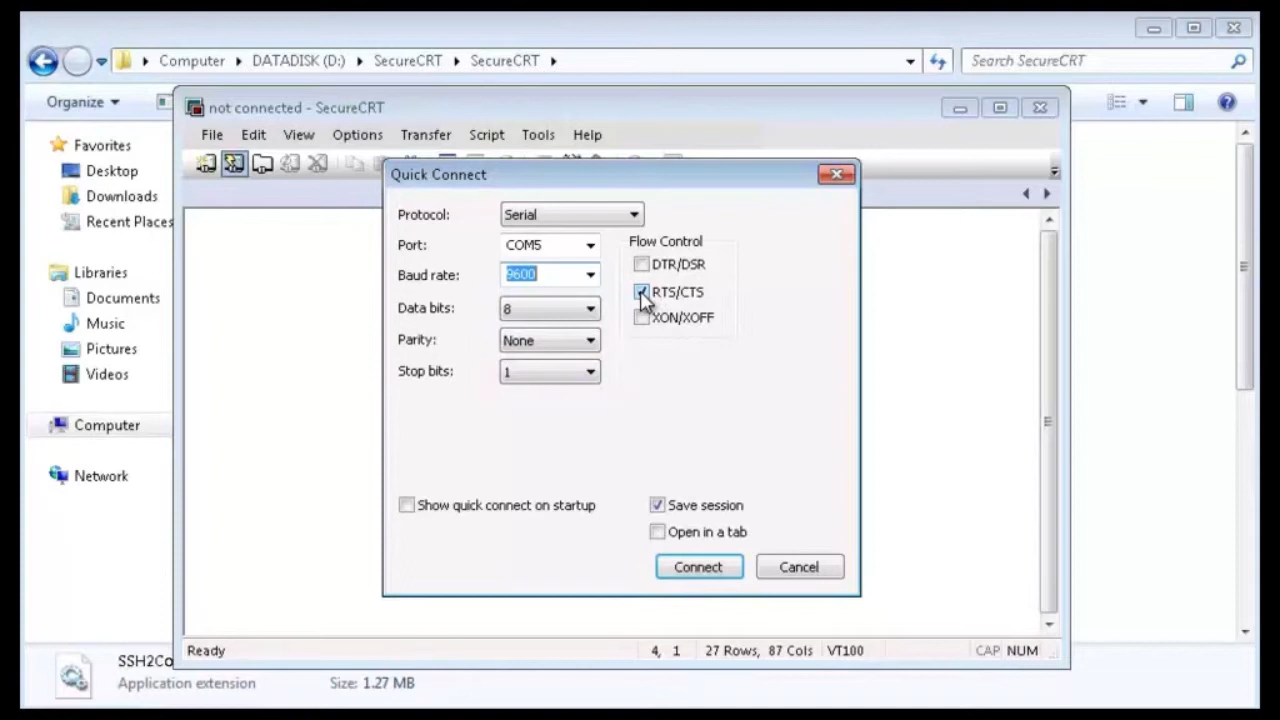 Computer DATADISK (D:) SecureCRT SecureCRT
Search SecureCRT
Organize
Favorites
Desktop
Downloads
Recent Places
Libraries
Documents
Music
Pictures
Videos
Computer
Network
not connected - SecureCRT
File Edit View Options Transfer Script Tools Help
Quick Connect
Protocol: Serial
Port: COM5
Baud rate: 9600
Data bits: 8
Parity: None
Stop bits: 1
Flow Control
DTR/DSR
RTS/CTS
XON/XOFF
Show quick connect on startup
Save session
Open in a tab
Connect Cancel
Ready 4, 1 27 Rows, 87 Cols VT100 CAP NUM
SSH2Co
Application extension Size: 1.27 MB